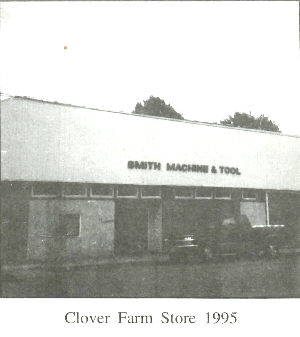 SMITH MACHINE & TOOL
Clover Farm Store 1995